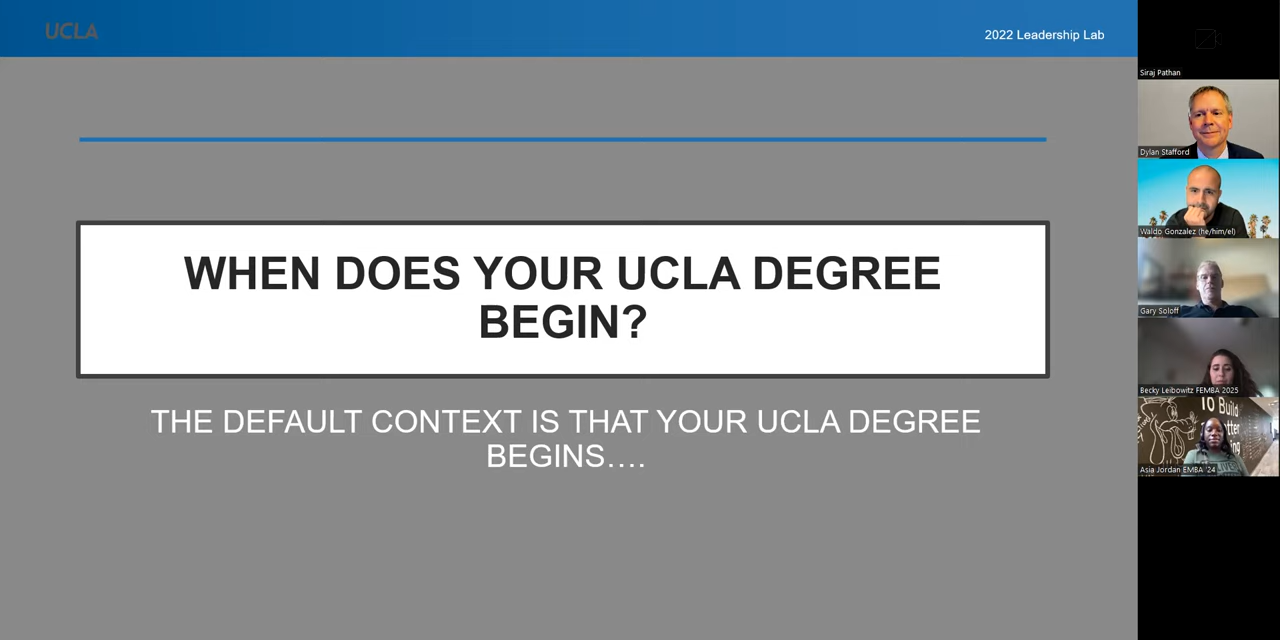 UCLA
2022 Leadership Lab
WHEN DOES YOUR UCLA DEGREE
BEGIN?
THE DEFAULT CONTEXT IS THAT YOUR UCLA DEGREE
BEGINS....
Siraj Pathan
Dylan Stafford
Waldo Gonzalez (he/him/el)
Gary Soloff
Becky Leibowitz FEMBA 2025
To Build
Asia Jordan EMBA '24